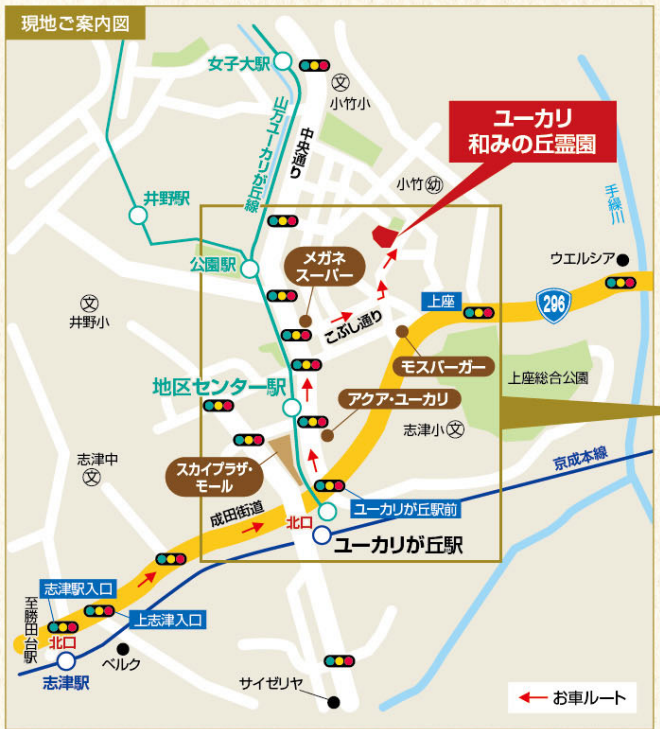 現地ご案内図
女子大駅
文
小竹小
山万ユーカリが丘線
中央通り
ユーカリ
和みの丘霊園
小竹幼
手繰川
井野駅
公園駅
メガネ
スーパー
ウエルシア
上座
296
文
井野小
こぶし通り
モスバーガー
上座総合公園
地区センター駅
アクア・ユーカリ
志津小文
志津中
文
スカイプラザ・
モール
京成本線
成田街道
北口
ユーカリが丘駅前
ユーカリが丘駅
志津駅入口
上志津入口
至勝田台駅
北口
ベルク
志津駅
サイゼリヤ
お車ルート